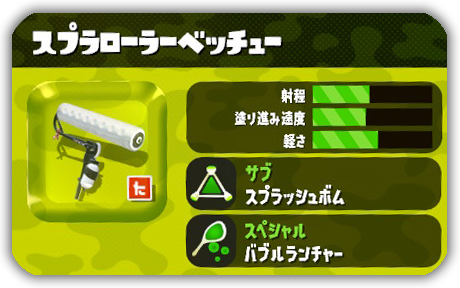 スプラローラーベッチュー
射程
塗り進み速度
軽さ
た
サブ
スプラッシュボム
スペシャル
バブルランチャー